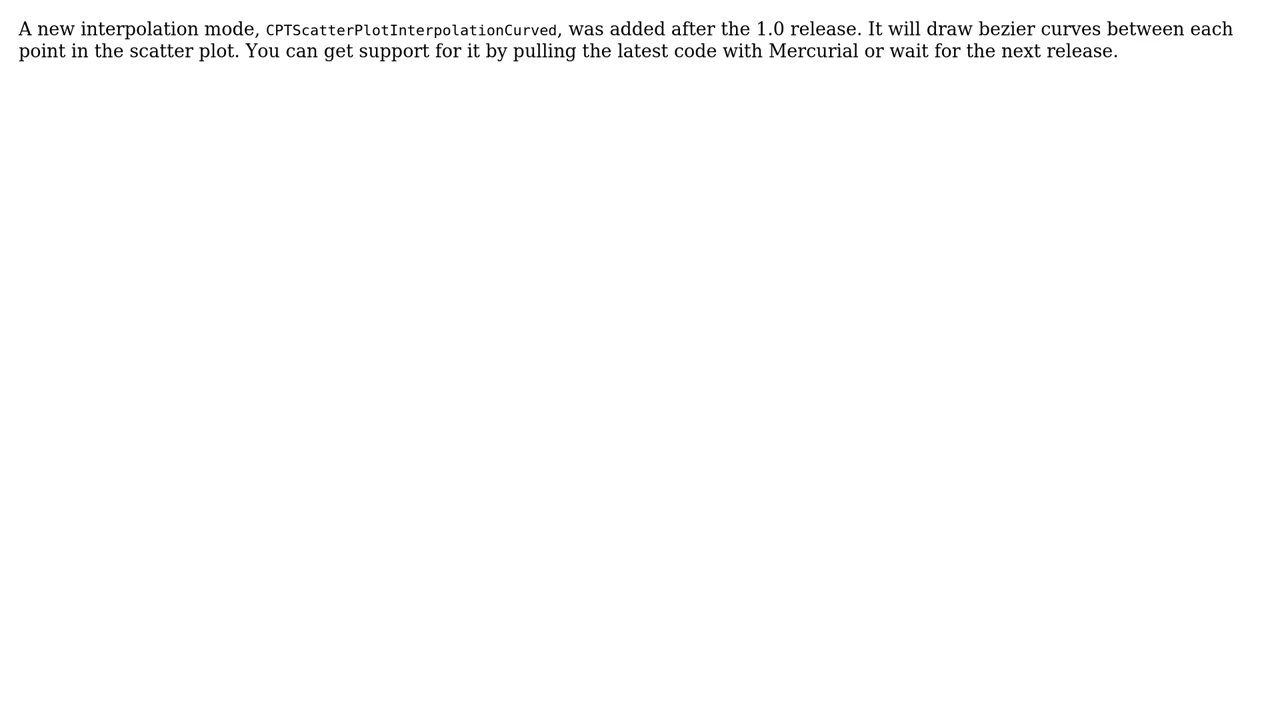 A new interpolation mode, CPTScatterPlotInterpolationCurved, was added after the 1.0 release. It will draw bezier curves between each
point in the scatter plot. You can get support for it by pulling the latest code with Mercurial or wait for the next release.